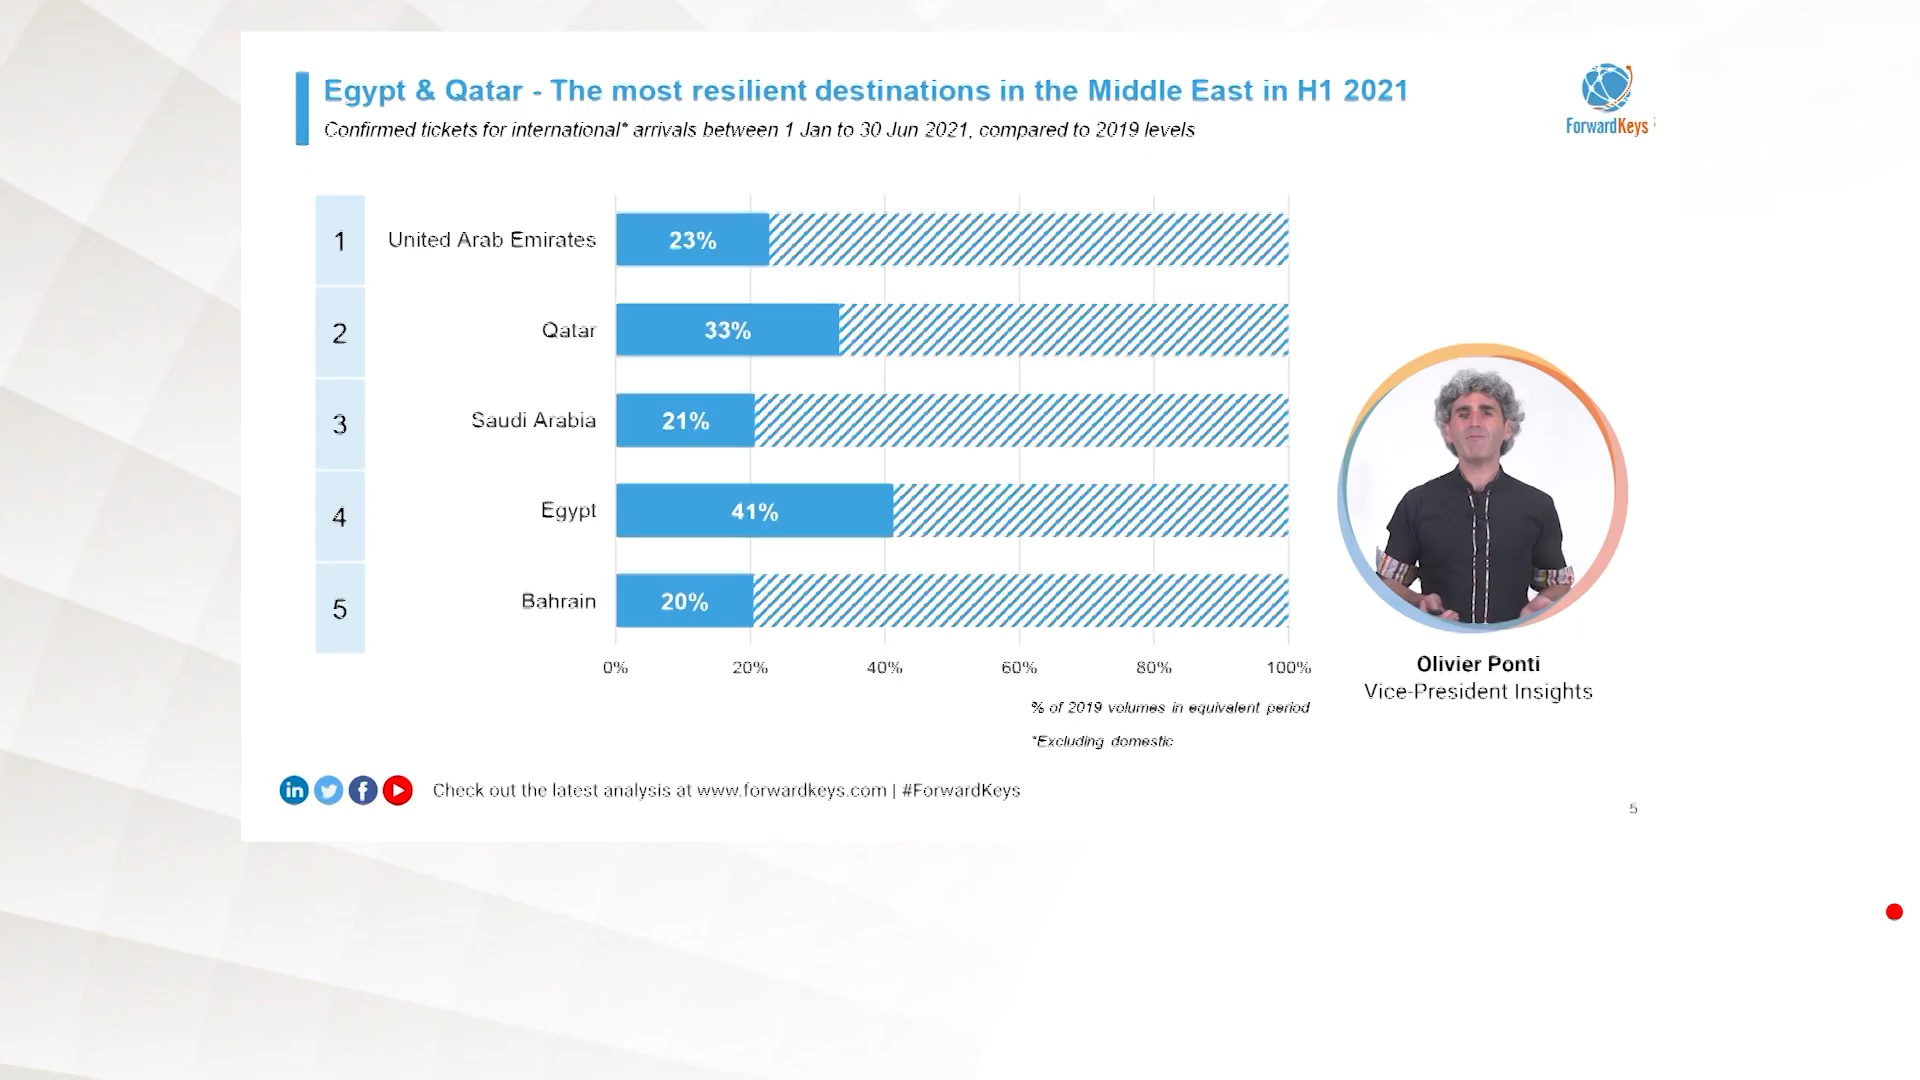 Egypt & Qatar - The most resilient destinations in the Middle East in H1 2021
Confirmed tickets for international* arrivals between 1 Jan to 30 Jun 2021, compared to 2019 levels
ForwardKeys
1 United Arab Emirates 23%
2 Qatar 33%
3 Saudi Arabia 21%
4 Egypt 41%
5 Bahrain 20%
0% 20% 40% 60% 80% 100%
% of 2019 volumes in equivalent period
*Excluding domestic
Olivier Ponti
Vice-President Insights
in f Check out the latest analysis at www.forwardkeys.com | #ForwardKeys
5